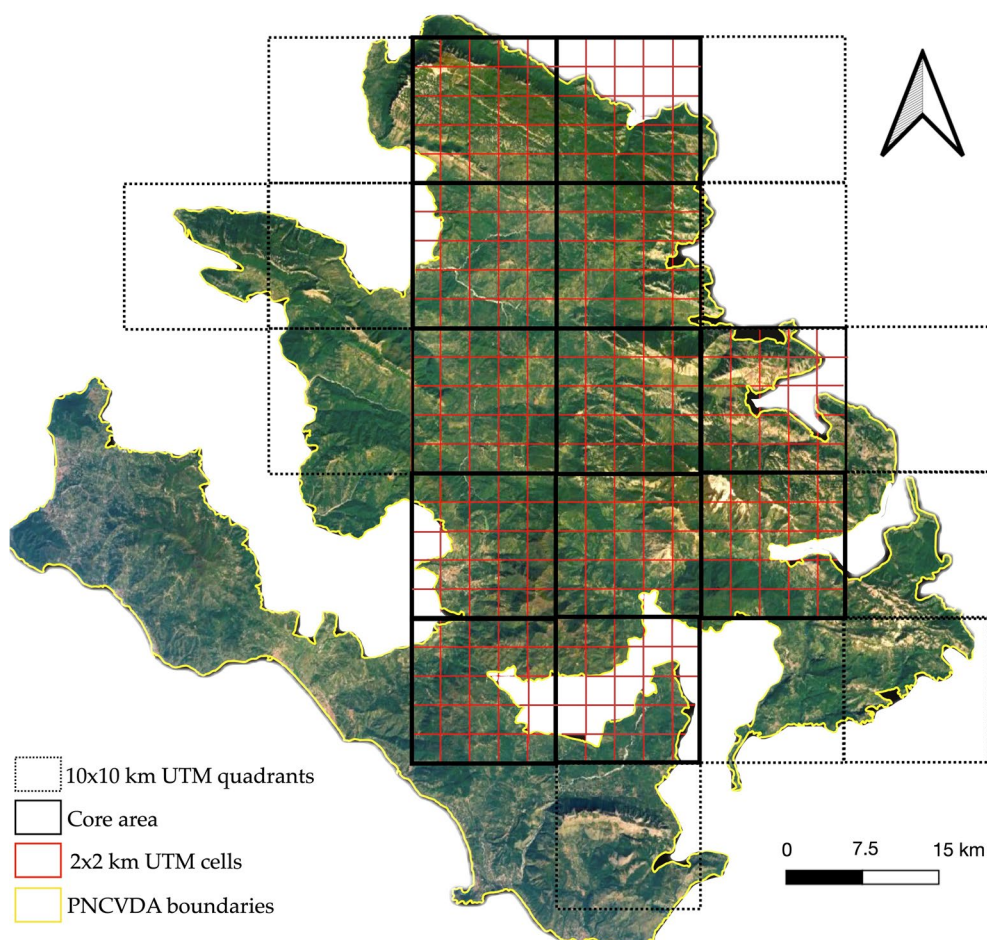 10x10 km UTM quadrants
Core area
2x2 km UTM cells
PNCVDA boundaries
0 7.5 15 km